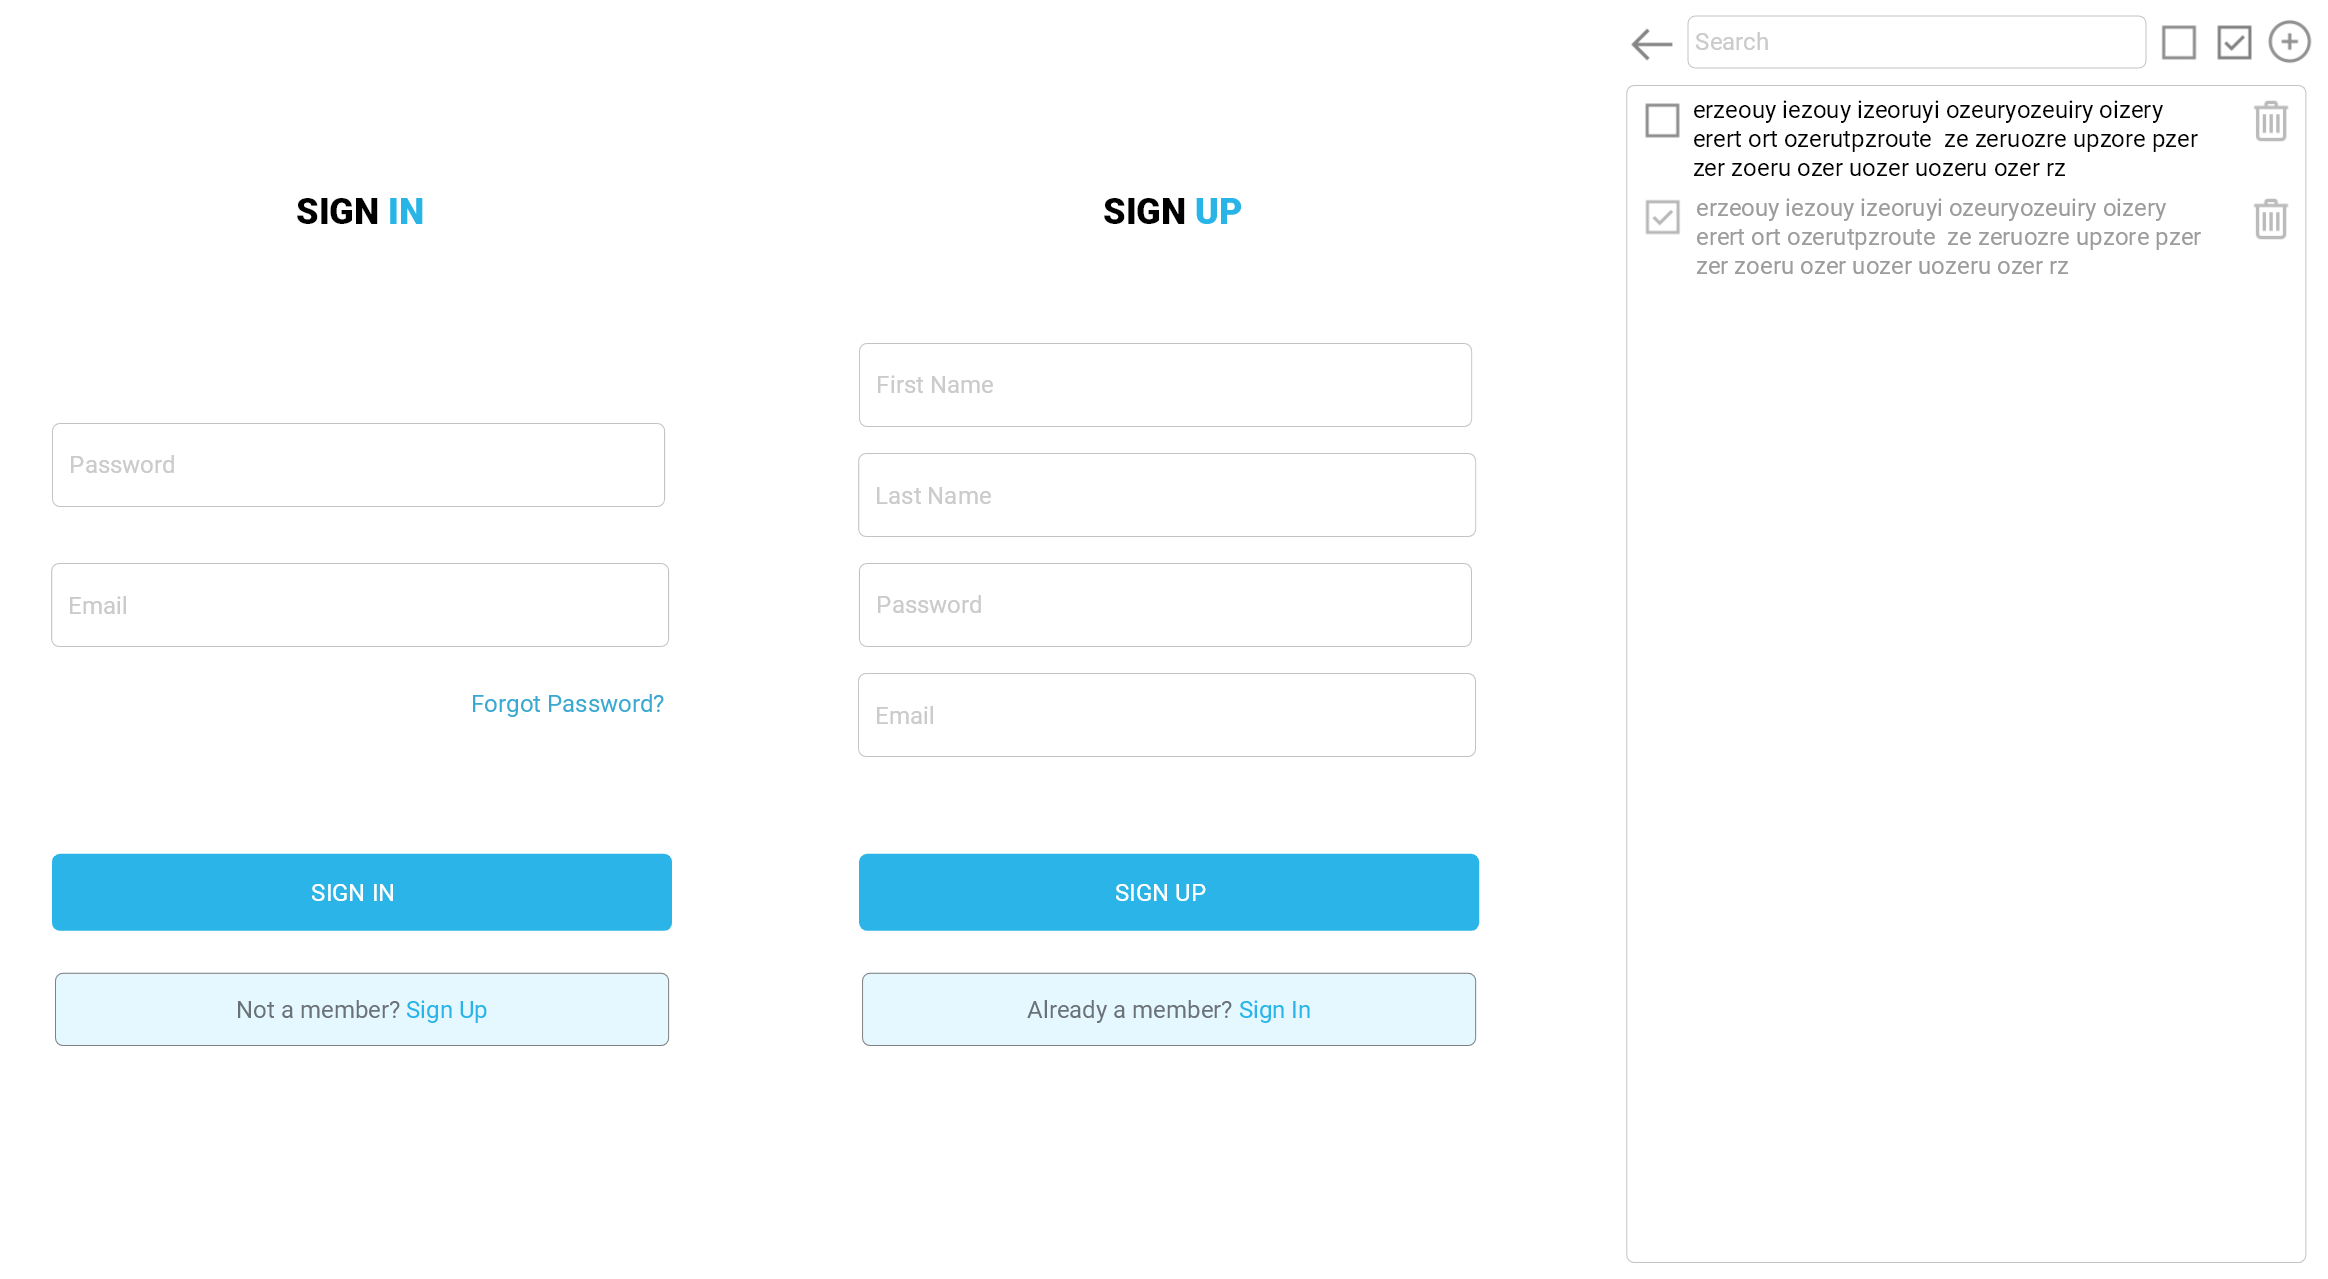 SIGN IN
Password
Email
Forgot Password?
SIGN IN
Not a member? Sign Up
SIGN UP
First Name
Last Name
Password
Email
SIGN UP
Already a member? Sign In
Search
erzeouy iezouy izeoruyi ozeuryozeuiry oizery
erert ort ozerutpzroute  ze zeruozre upzore pzer
zer zoeru ozer uozer uozeru ozer rz
erzeouy iezouy izeoruyi ozeuryozeuiry oizery
erert ort ozerutpzroute  ze zeruozre upzore pzer
zer zoeru ozer uozer uozeru ozer rz